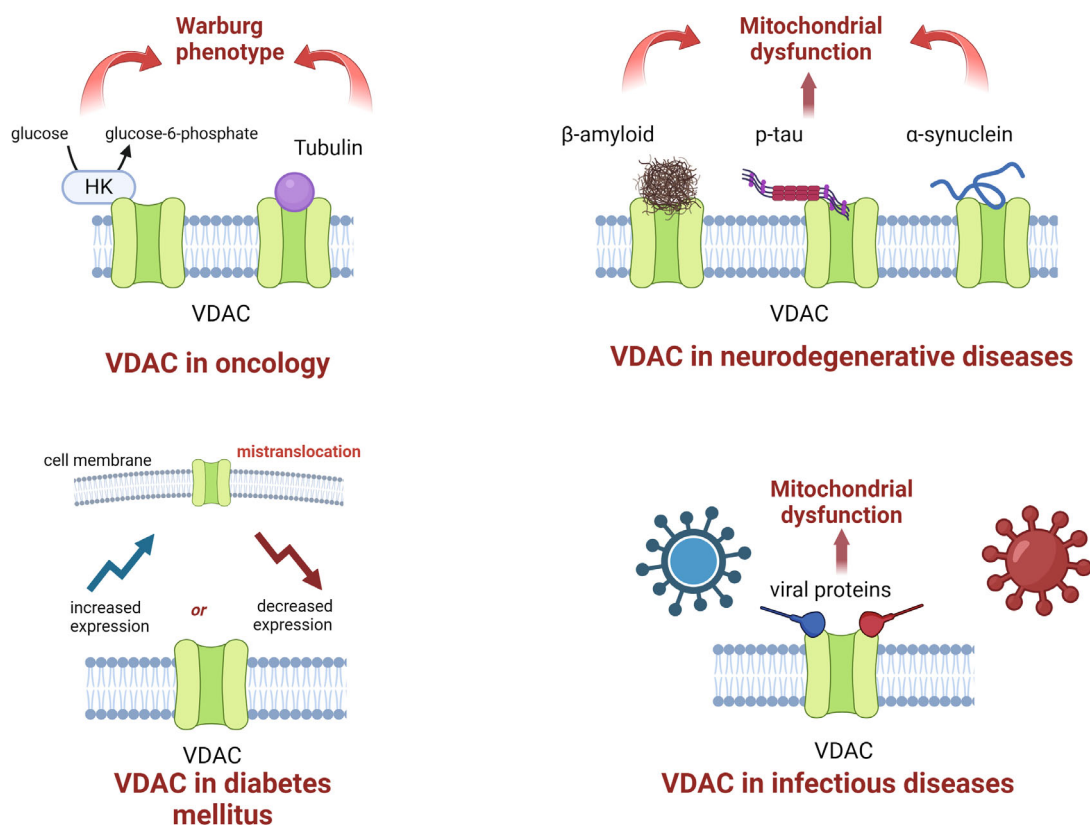 Warburg
phenotype
glucose
glucose-6-phosphate
HK
Tubulin
VDAC
VDAC in oncology
Mitochondrial
dysfunction
β-amyloid
p-tau
α-synuclein
VDAC
VDAC in neurodegenerative diseases
cell membrane
mistranslocation
increased
expression
or
decreased
expression
VDAC
VDAC in diabetes
mellitus
Mitochondrial
dysfunction
viral proteins
VDAC
VDAC in infectious diseases